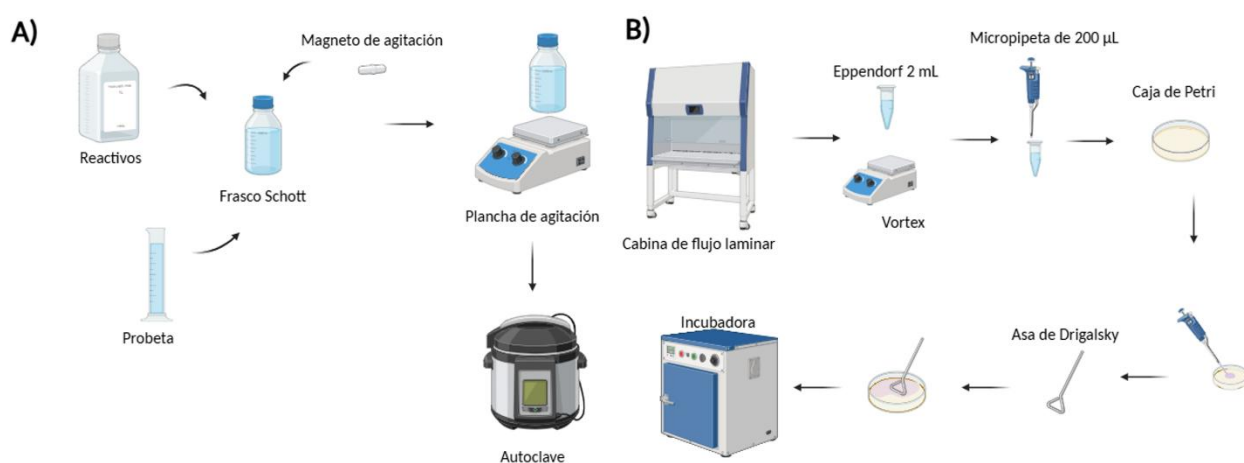 A)
Magneto de agitación
Reactivos
Frasco Schott
Plancha de agitación
Probeta
Autoclave
B)
Micropipeta de 200 µL
Eppendorf 2 mL
Caja de Petri
Vortex
Cabina de flujo laminar
Asa de Drigalsky
Incubadora